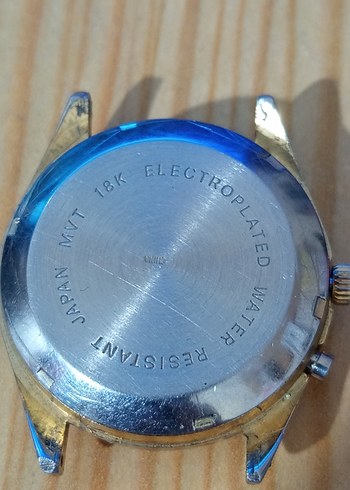 18K ELECTROPLATED WATER RESISTANT JAPAN MVT